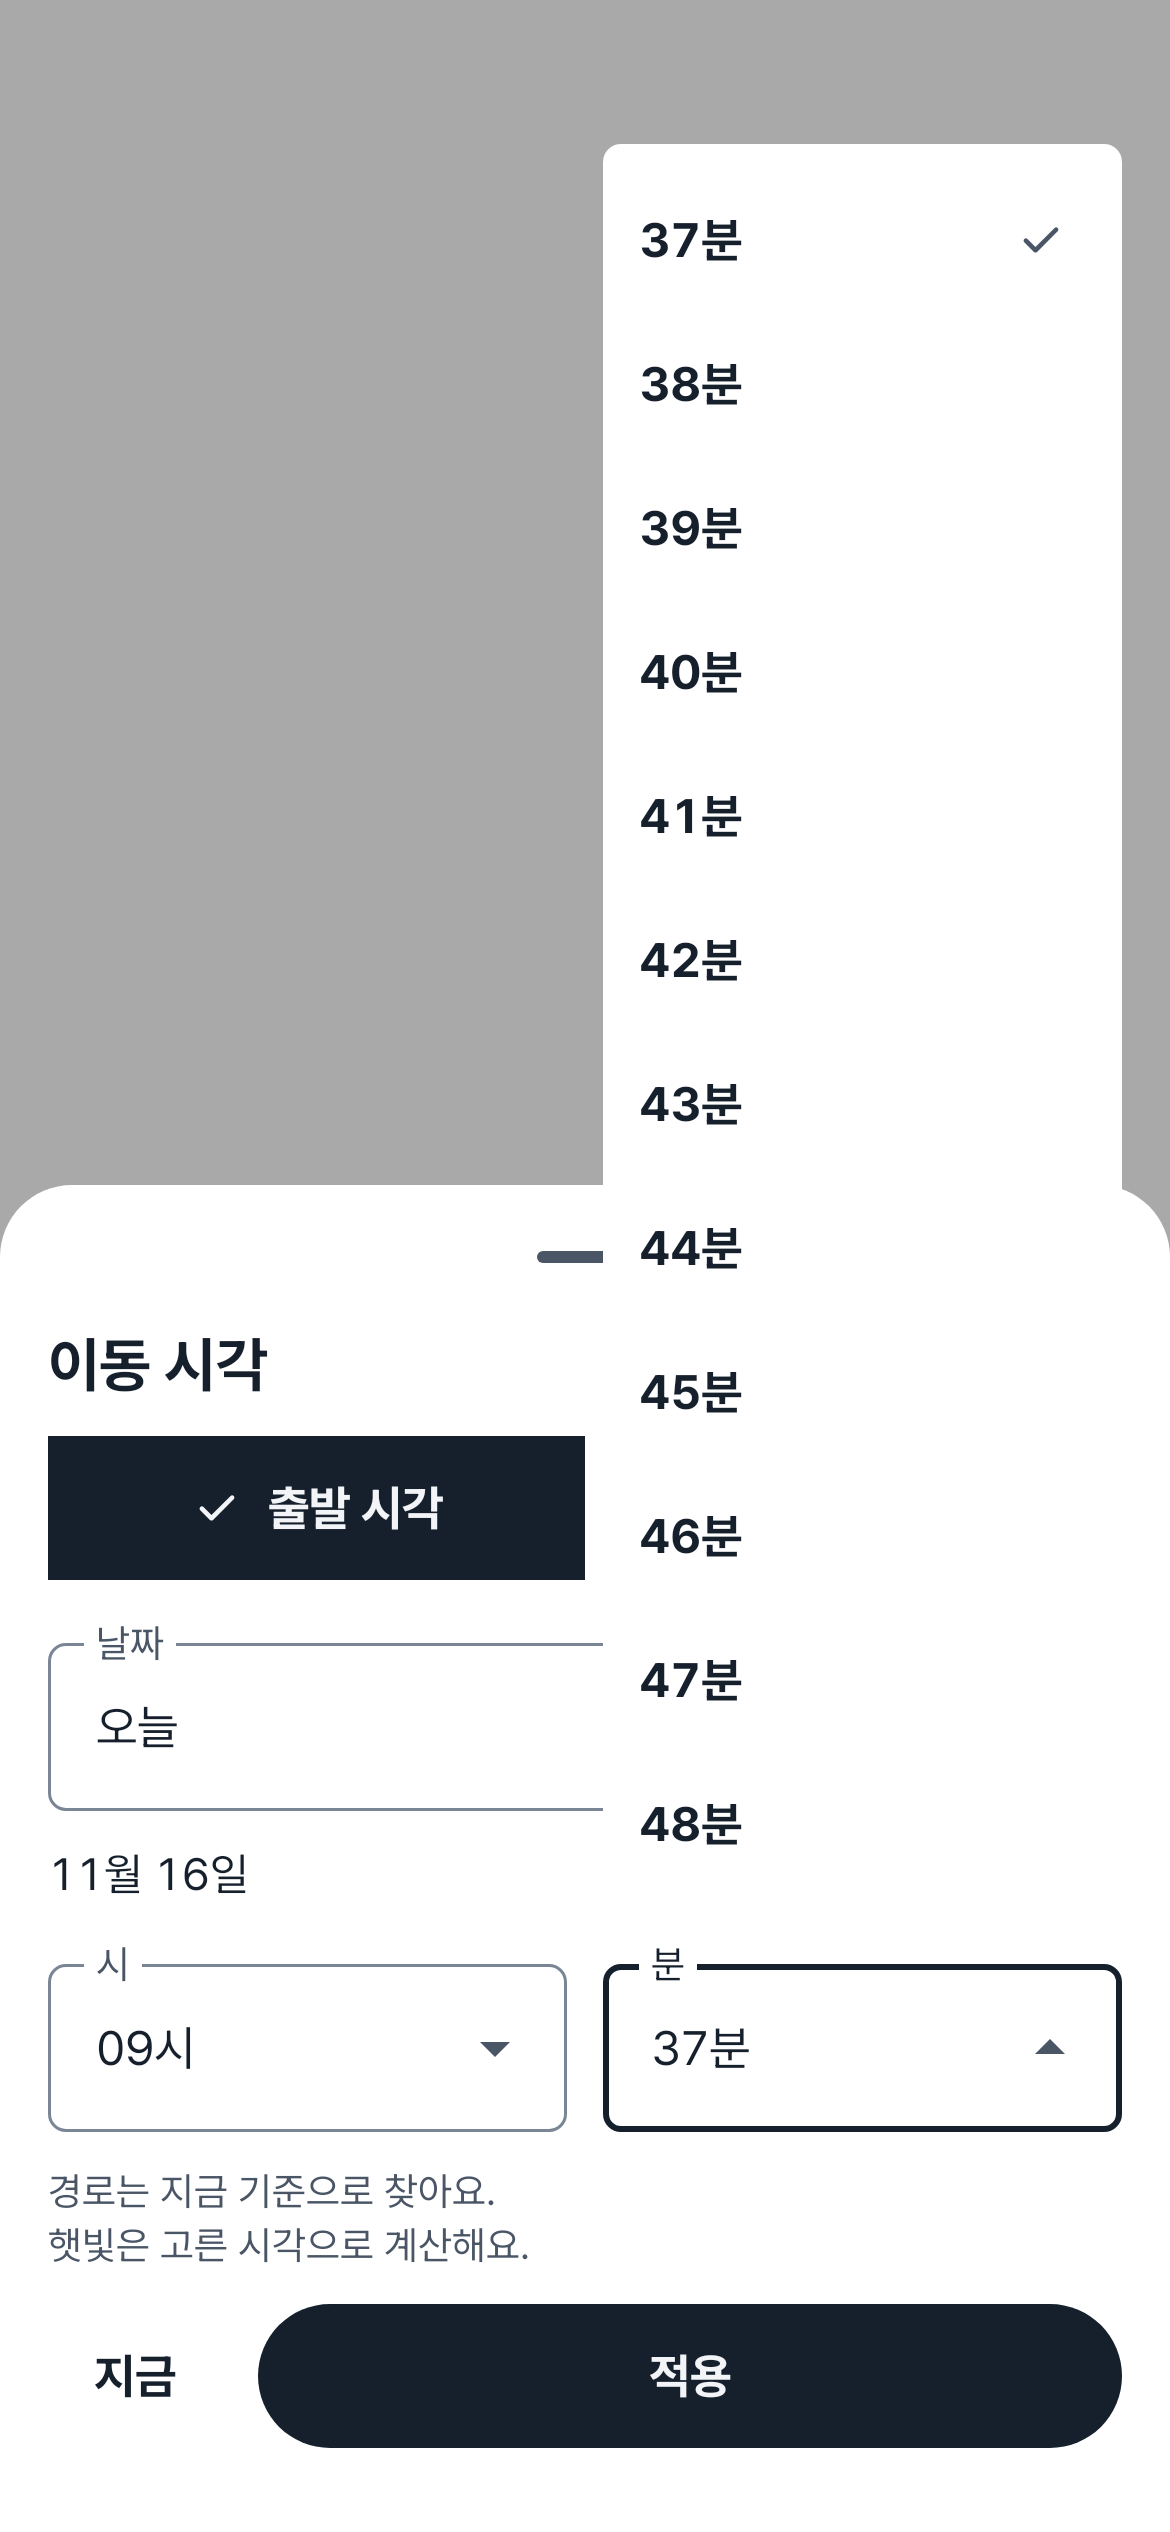 37분
38분
39분
40분
41분
42분
43분
44분
45분
46분
47분
48분
이동 시각
출발 시각
날짜
오늘
11월 16일
시
09시
분
37분
경로는 지금 기준으로 찾아요.
햇빛은 고른 시각으로 계산해요.
지금
적용